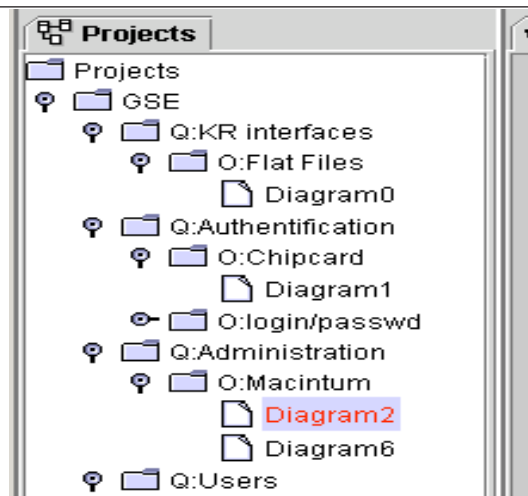 Projects
Projects
GSE
Q:KR interfaces
O:Flat Files
Diagram0
Q:Authentification
O:Chipcard
Diagram1
O:login/passwd
Q:Administration
O:Macintum
Diagram2
Diagram6
Q:Users